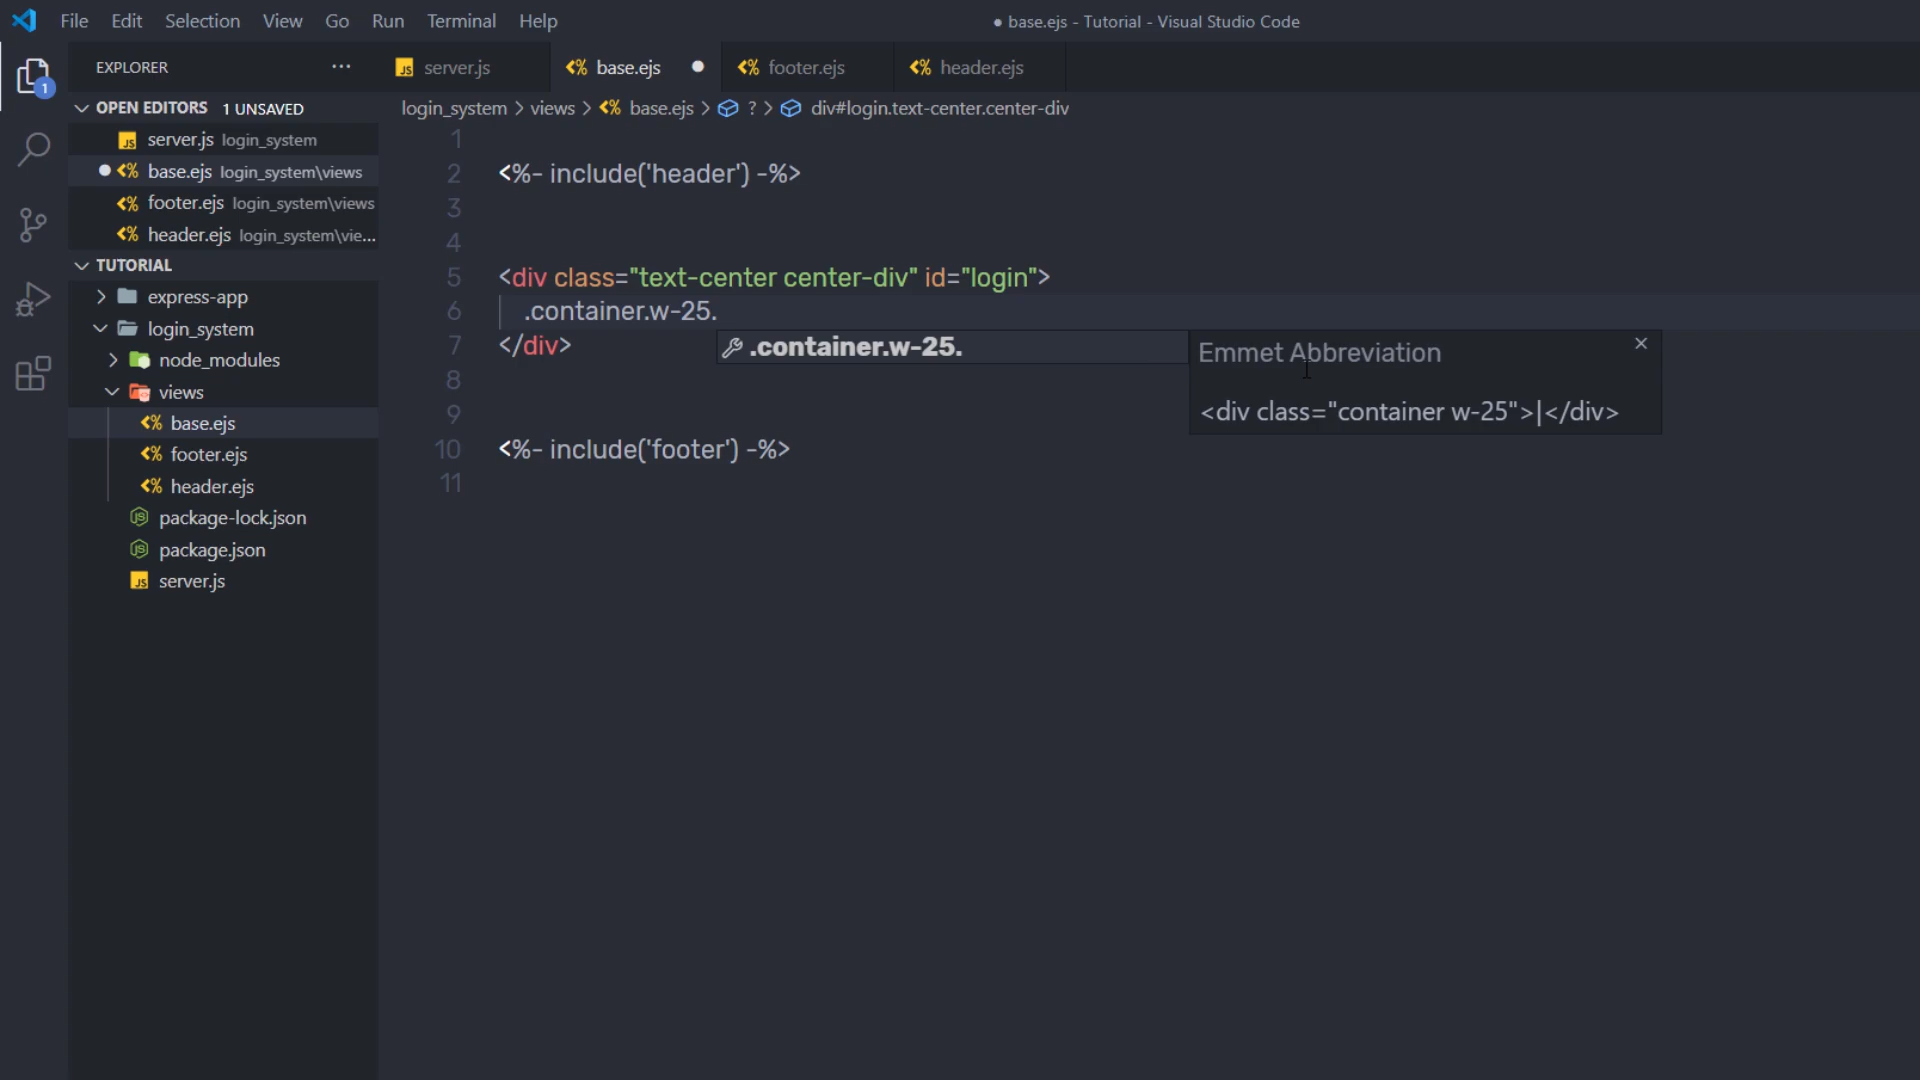 File Edit Selection View Go Run Terminal Help
● base.ejs - Tutorial - Visual Studio Code
EXPLORER ···
1
OPEN EDITORS 1 UNSAVED
server.js login_system
base.ejs login_system\views
footer.ejs login_system\views
header.ejs login_system\vie...
TUTORIAL
express-app
login_system
node_modules
views
base.ejs
footer.ejs
header.ejs
package-lock.json
package.json
server.js
server.js base.ejs footer.ejs header.ejs
login_system > views > base.ejs > ? > div#login.text-center.center-div
1
2 <%- include('header') -%>
3
4
5 <div class="text-center center-div" id="login">
6 .container.w-25.
7 </div>
8
9
10 <%- include('footer') -%>
11
.container.w-25.
Emmet Abbreviation
<div class="container w-25">|</div>